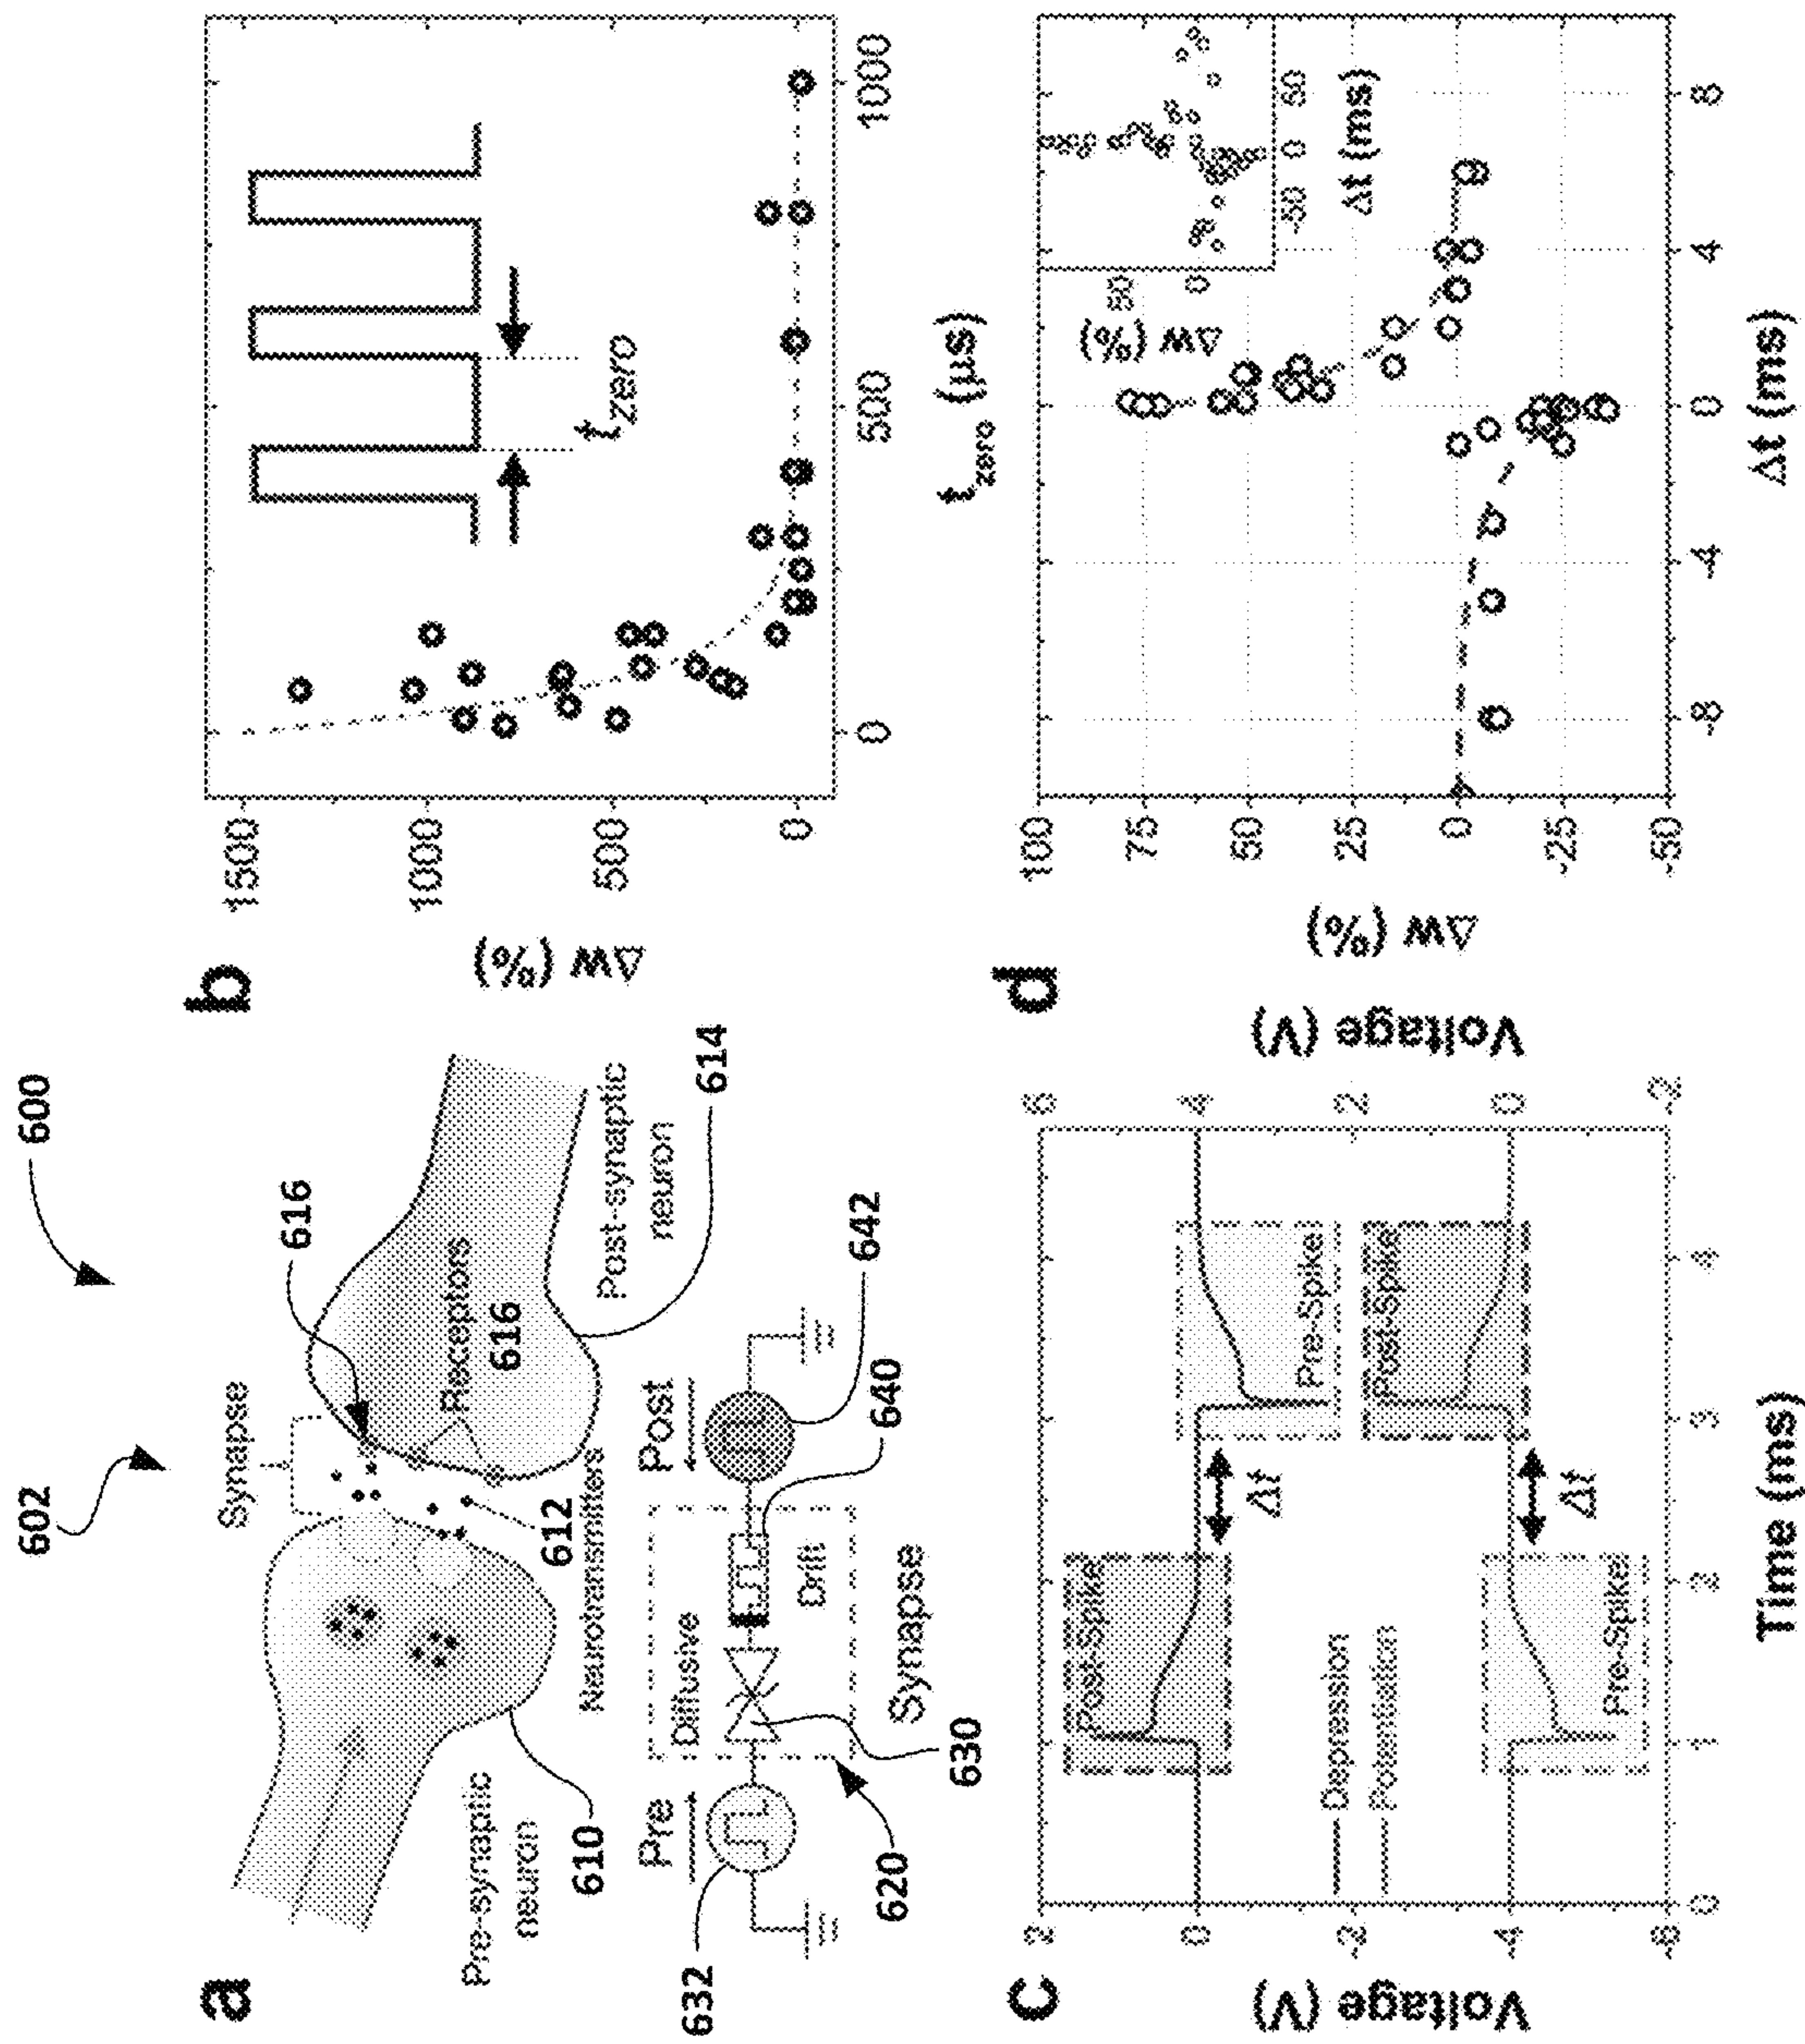 600
a
602
Synapse
616
Receptors
616
Pre-synaptic
neuron
610
Neurotransmitters
612
Post-synaptic
neuron
614
Pre
Diffusive
Drift
Post
632
620
630
Synapse
640
642
b
ΔW (%)
1500
1000
500
0
t zero
0
500
1000
t zero (μs)
c
Voltage (V)
2
0
-2
-4
-6
Post-Spike
Pre-Spike
Δt
Depression
Potentiation
Post-Spike
Pre-Spike
Δt
6
4
2
0
-2
Voltage (V)
0
1
2
3
4
Time (ms)
d
ΔW (%)
100
75
50
25
0
-25
-50
ΔW (%)
50
0
-50
0
50
Δt (ms)
-8
-4
0
4
8
Δt (ms)